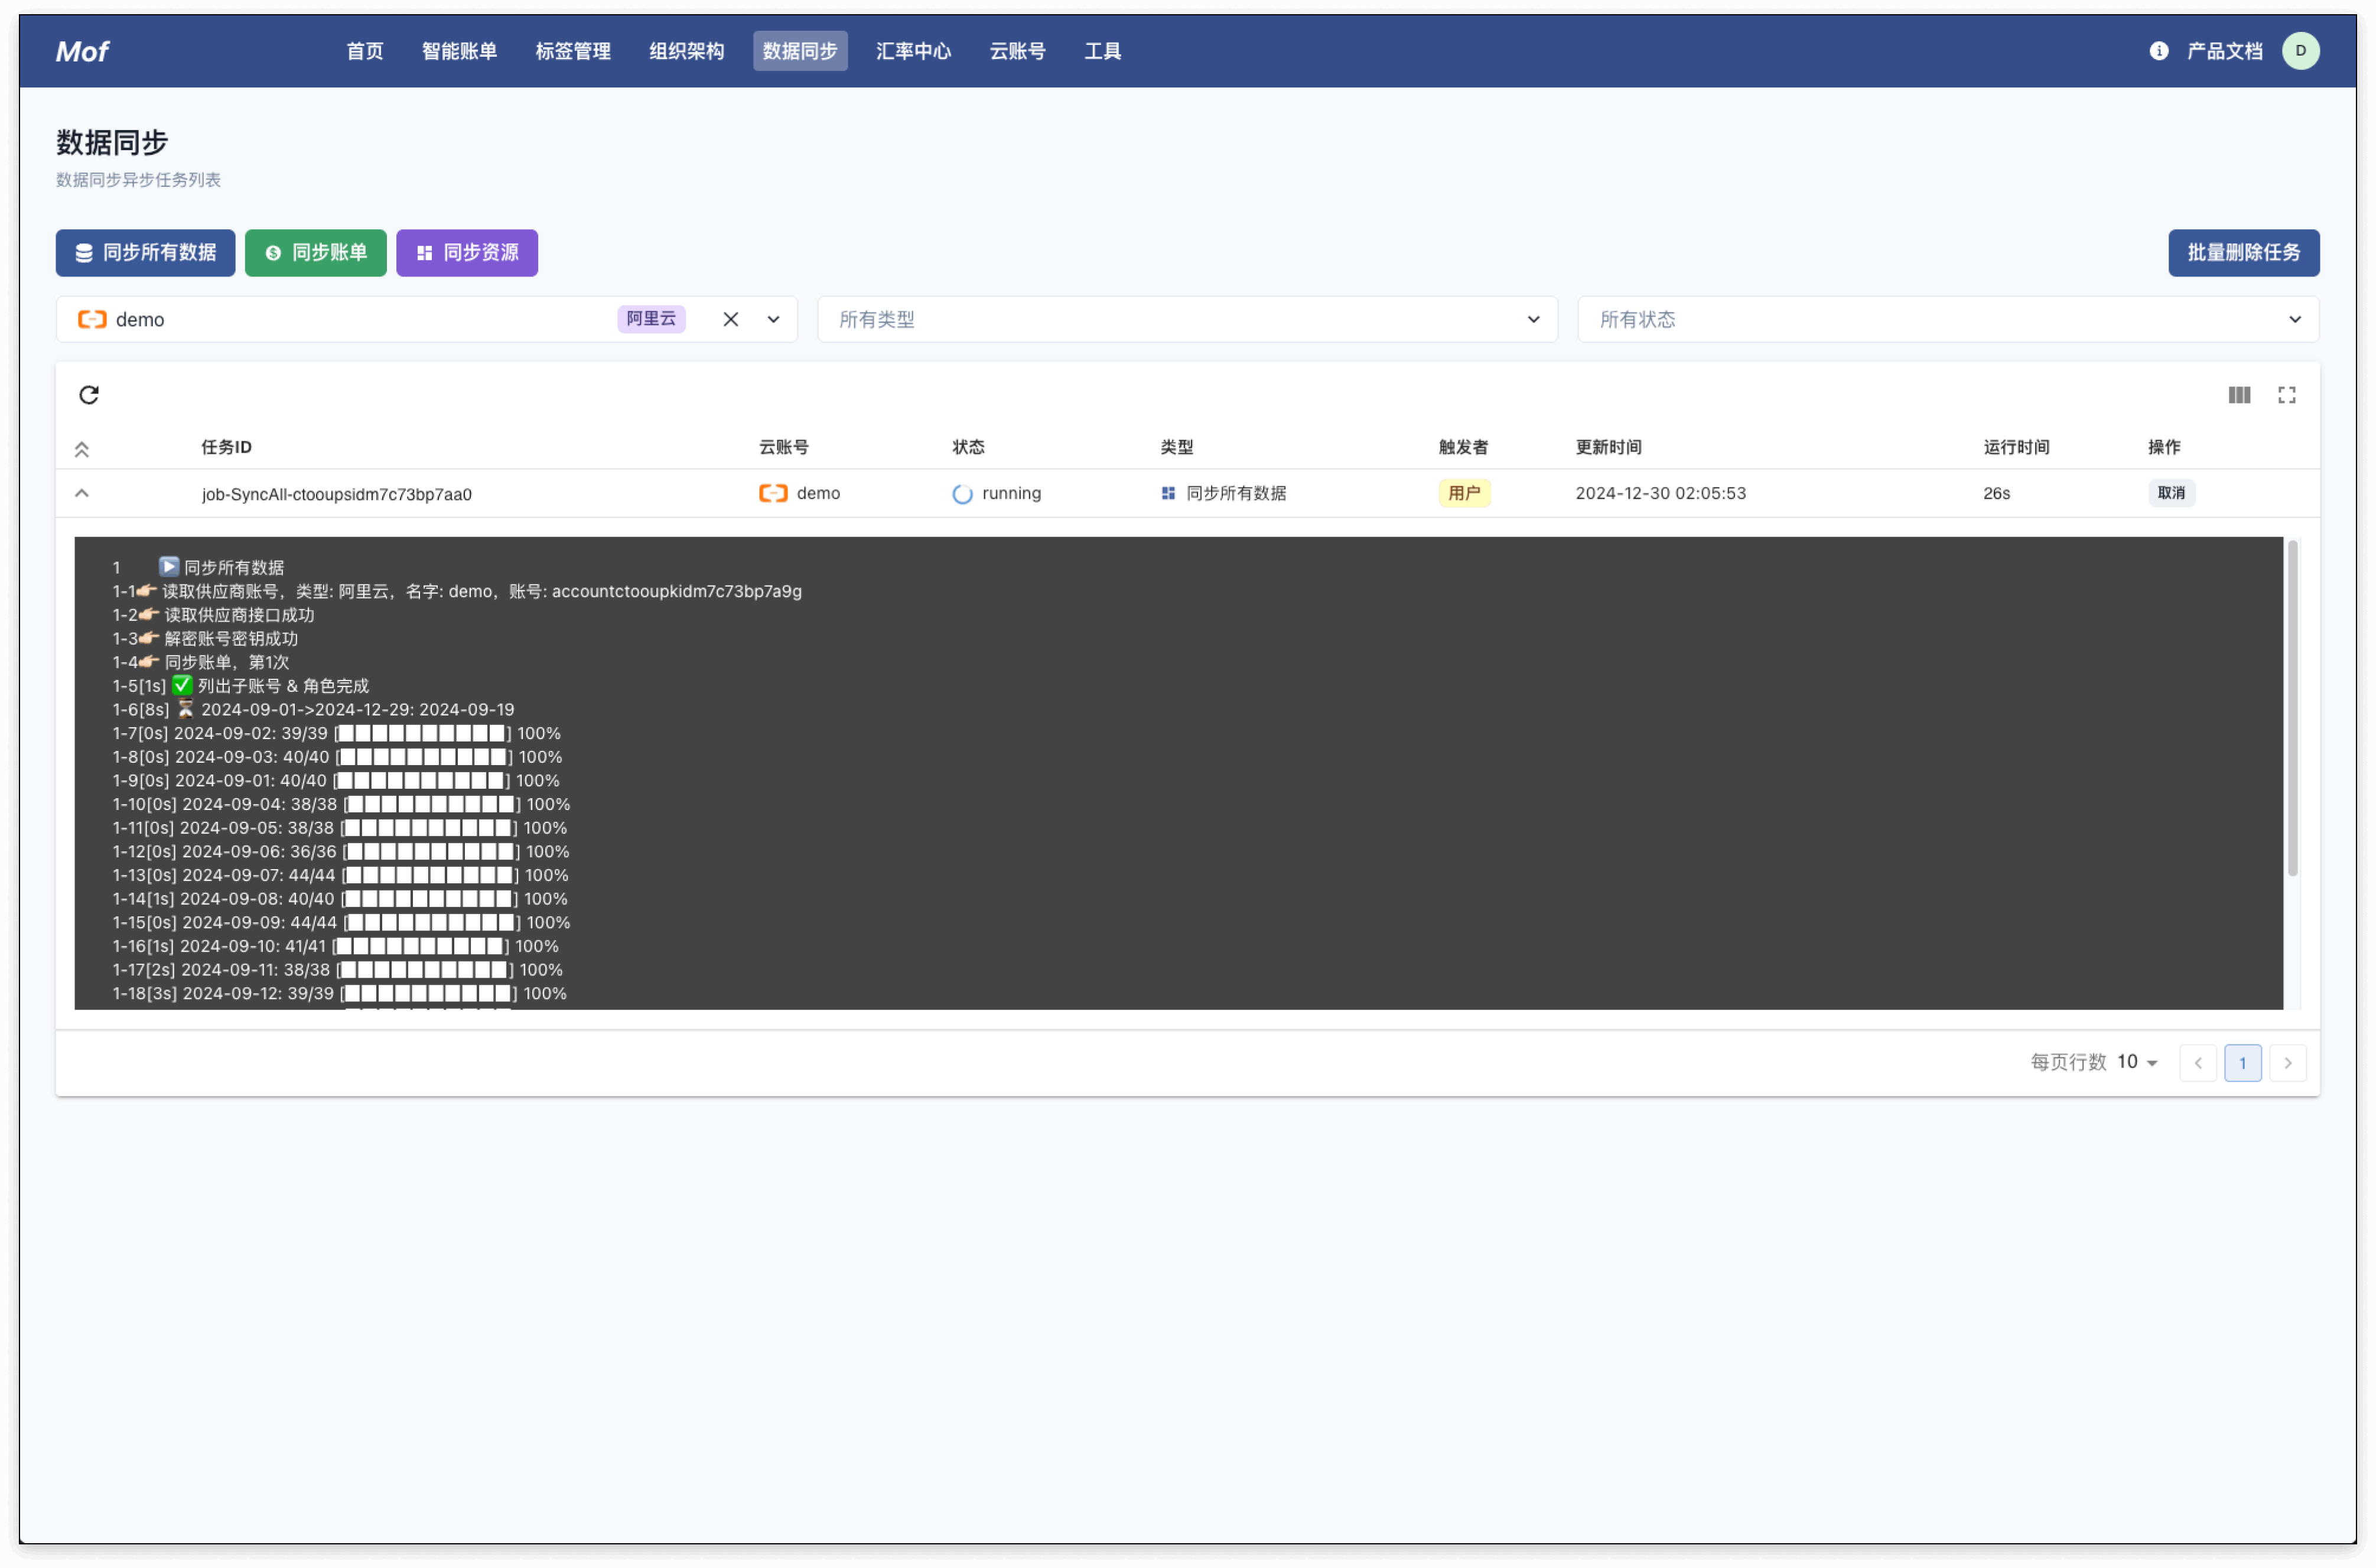 Mof 首页 智能账单 标签管理 组织架构 数据同步 汇率中心 云账号 工具 产品文档 D
数据同步
数据同步异步任务列表
同步所有数据 同步账单 同步资源 批量删除任务
demo 阿里云 所有类型 所有状态
任务ID 云账号 状态 类型 触发者 更新时间 运行时间 操作
job-SyncAll-ctooupsidm7c73bp7aa0 demo running 同步所有数据 用户 2024-12-30 02:05:53 26s 取消
1 ▶️ 同步所有数据
1-1👉🏻 读取供应商账号，类型: 阿里云，名字: demo，账号: accountctooupkidm7c73bp7a9g
1-2👉🏻 读取供应商接口成功
1-3👉🏻 解密账号密钥成功
1-4👉🏻 同步账单，第1次
1-5[1s] ✅ 列出子账号 & 角色完成
1-6[8s] ⏳ 2024-09-01->2024-12-29: 2024-09-19
1-7[0s] 2024-09-02: 39/39 [██████████] 100%
1-8[0s] 2024-09-03: 40/40 [██████████] 100%
1-9[0s] 2024-09-01: 40/40 [██████████] 100%
1-10[0s] 2024-09-04: 38/38 [██████████] 100%
1-11[0s] 2024-09-05: 38/38 [██████████] 100%
1-12[0s] 2024-09-06: 36/36 [██████████] 100%
1-13[0s] 2024-09-07: 44/44 [██████████] 100%
1-14[1s] 2024-09-08: 40/40 [██████████] 100%
1-15[0s] 2024-09-09: 44/44 [██████████] 100%
1-16[1s] 2024-09-10: 41/41 [██████████] 100%
1-17[2s] 2024-09-11: 38/38 [██████████] 100%
1-18[3s] 2024-09-12: 39/39 [██████████] 100%
每页行数 10 1